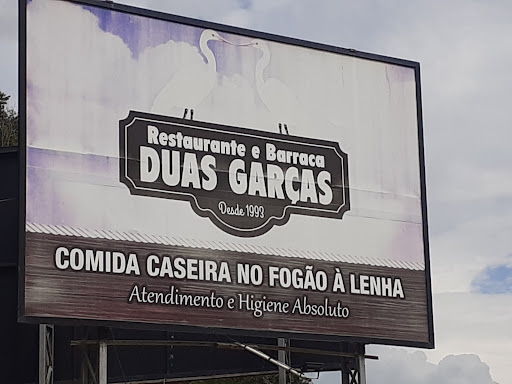 Restaurante e Barraca
DUAS GARÇAS
Desde 1993
COMIDA CASEIRA NO FOGÃO À LENHA
Atendimento e Higiene Absoluto